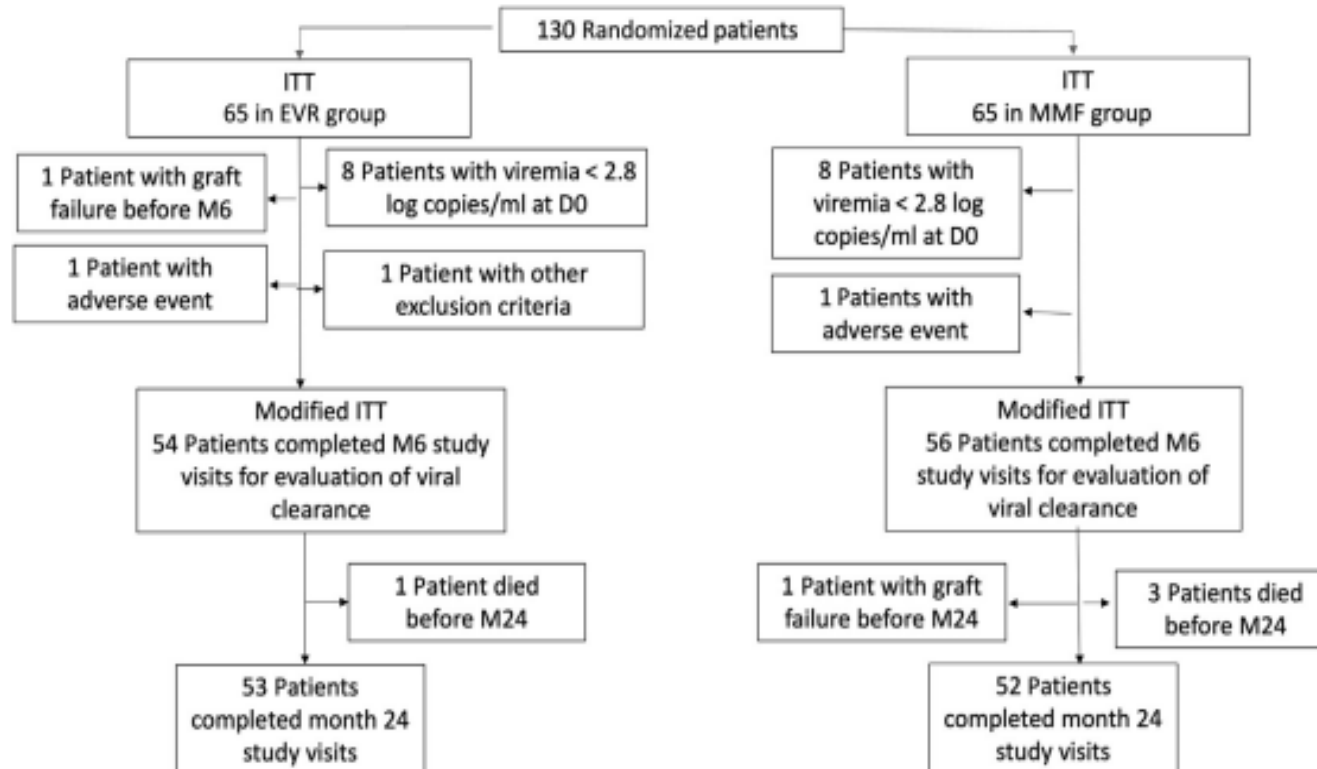 130 Randomized patients
ITT
65 in EVR group
ITT
65 in MMF group
1 Patient with graft
failure before M6
8 Patients with viremia < 2.8
log copies/ml at D0
1 Patient with
adverse event
1 Patient with other
exclusion criteria
8 Patients with
viremia < 2.8 log
copies/ml at D0
1 Patients with
adverse event
Modified ITT
54 Patients completed M6 study
visits for evaluation of viral
clearance
Modified ITT
56 Patients completed M6
study visits for evaluation of
viral clearance
1 Patient died
before M24
1 Patient with graft
failure before M24
3 Patients died
before M24
53 Patients
completed month 24
study visits
52 Patients
completed month 24
study visits